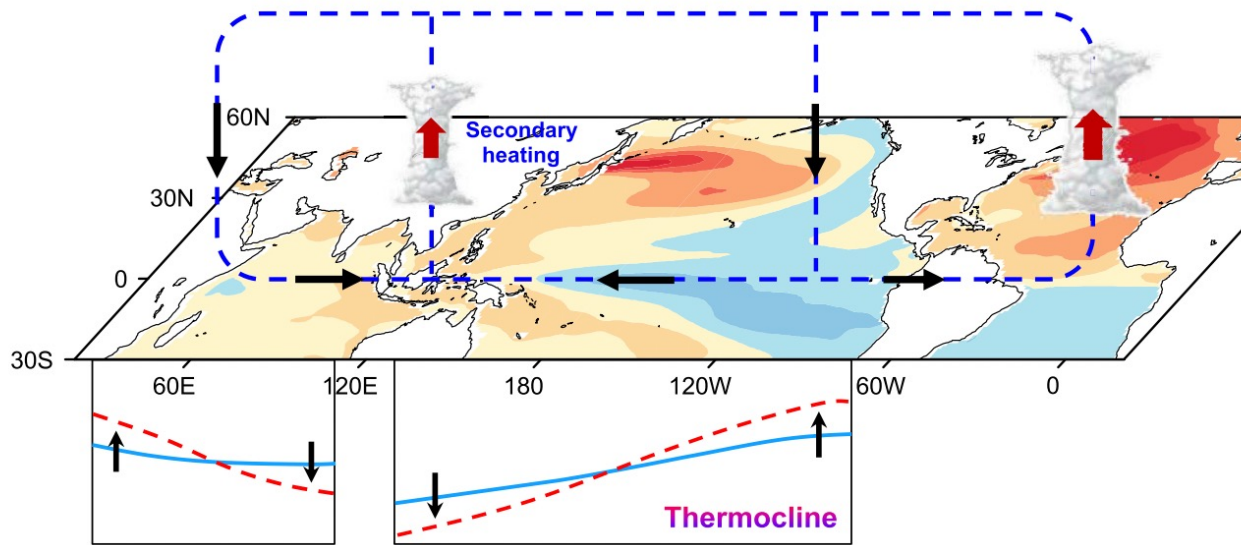 60N
Secondary
heating
30N
0
30S
60E
120E
180
120W
60W
0
Thermocline